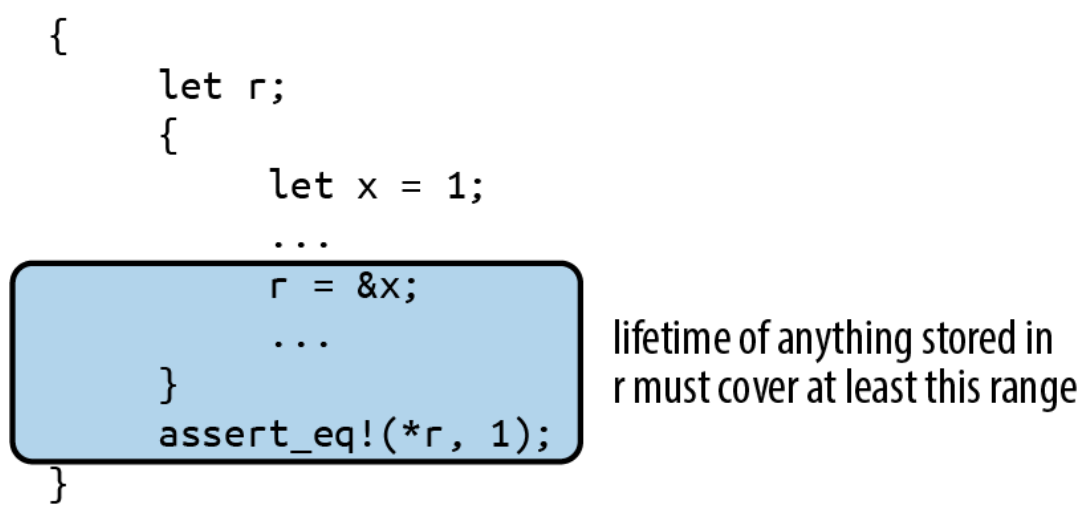 {
let r;
{
let x = 1;
...
r = &x;
...
}
assert_eq!(*r, 1);
}
lifetime of anything stored in
r must cover at least this range